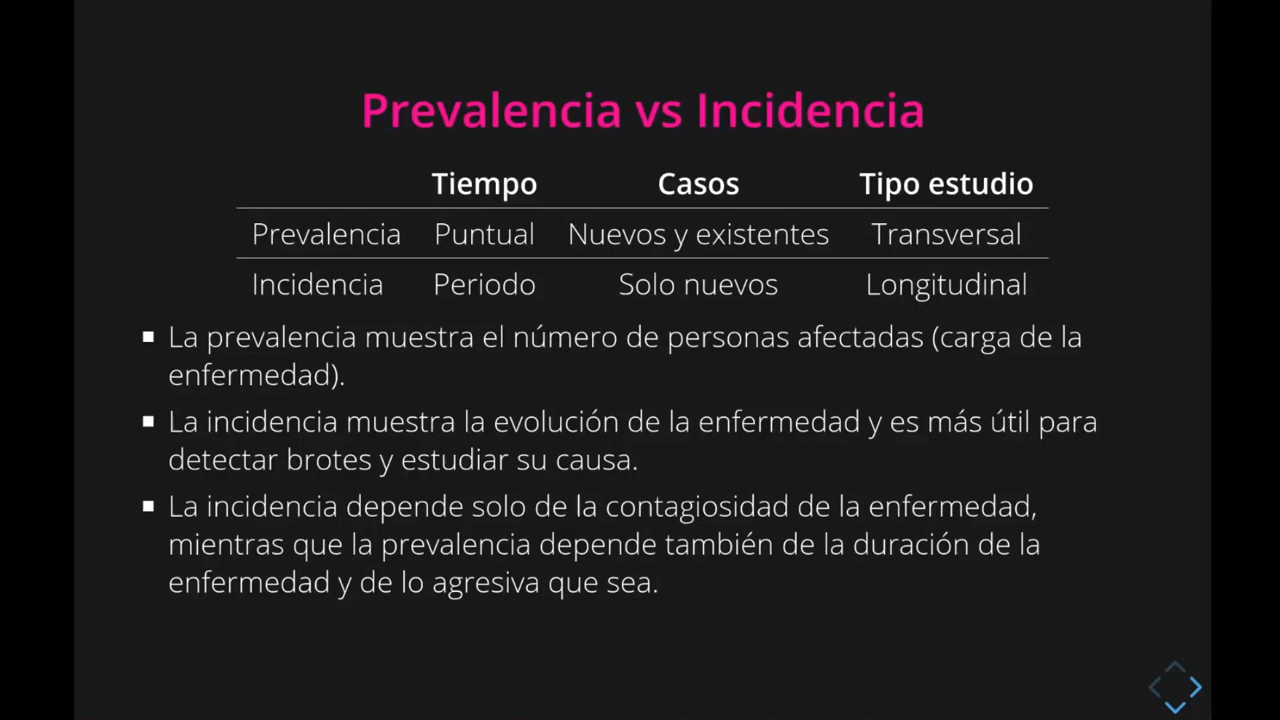 Prevalencia vs Incidencia
Tiempo Casos Tipo estudio
Prevalencia Puntual Nuevos y existentes Transversal
Incidencia Periodo Solo nuevos Longitudinal
La prevalencia muestra el número de personas afectadas (carga de la
enfermedad).
La incidencia muestra la evolución de la enfermedad y es más útil para
detectar brotes y estudiar su causa.
La incidencia depende solo de la contagiosidad de la enfermedad,
mientras que la prevalencia depende también de la duración de la
enfermedad y de lo agresiva que sea.